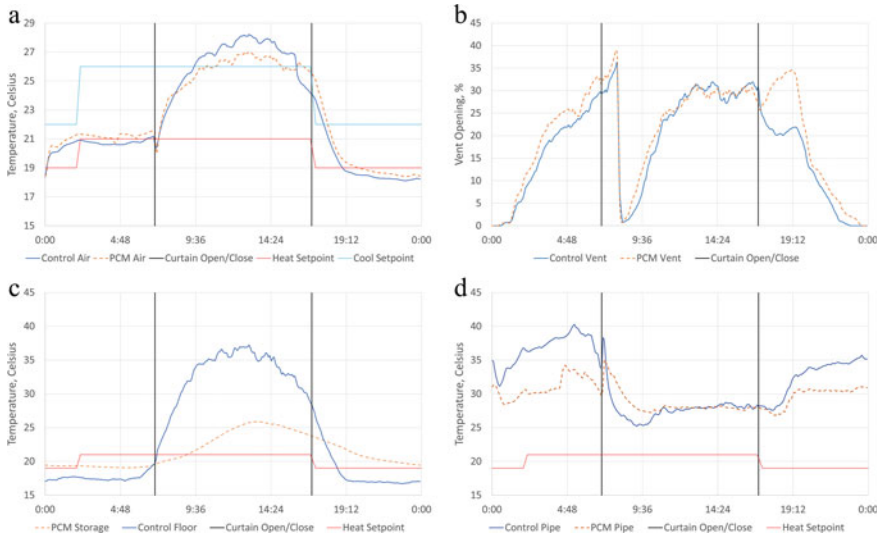 a
29
27
25
23
21
19
17
15
Temperature, Celsius
0:00 4:48 9:36 14:24 19:12 0:00
Control Air PCM Air Curtain Open/Close Heat Setpoint Cool Setpoint
b
45
40
35
30
25
20
15
10
5
0
Vent Opening, %
0:00 4:48 9:36 14:24 19:12 0:00
Control Vent PCM Vent Curtain Open/Close
c
45
40
35
30
25
20
15
Temperature, Celsius
0:00 4:48 9:36 14:24 19:12 0:00
PCM Storage Control Floor Curtain Open/Close Heat Setpoint
d
45
40
35
30
25
20
15
Temperature, Celsius
0:00 4:48 9:36 14:24 19:12 0:00
Control Pipe PCM Pipe Curtain Open/Close Heat Setpoint